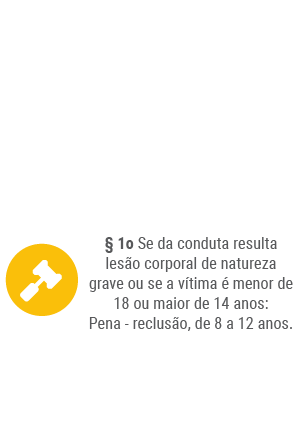 § 1o Se da conduta resulta
lesão corporal de natureza
grave ou se a vítima é menor de
18 ou maior de 14 anos:
Pena - reclusão, de 8 a 12 anos.